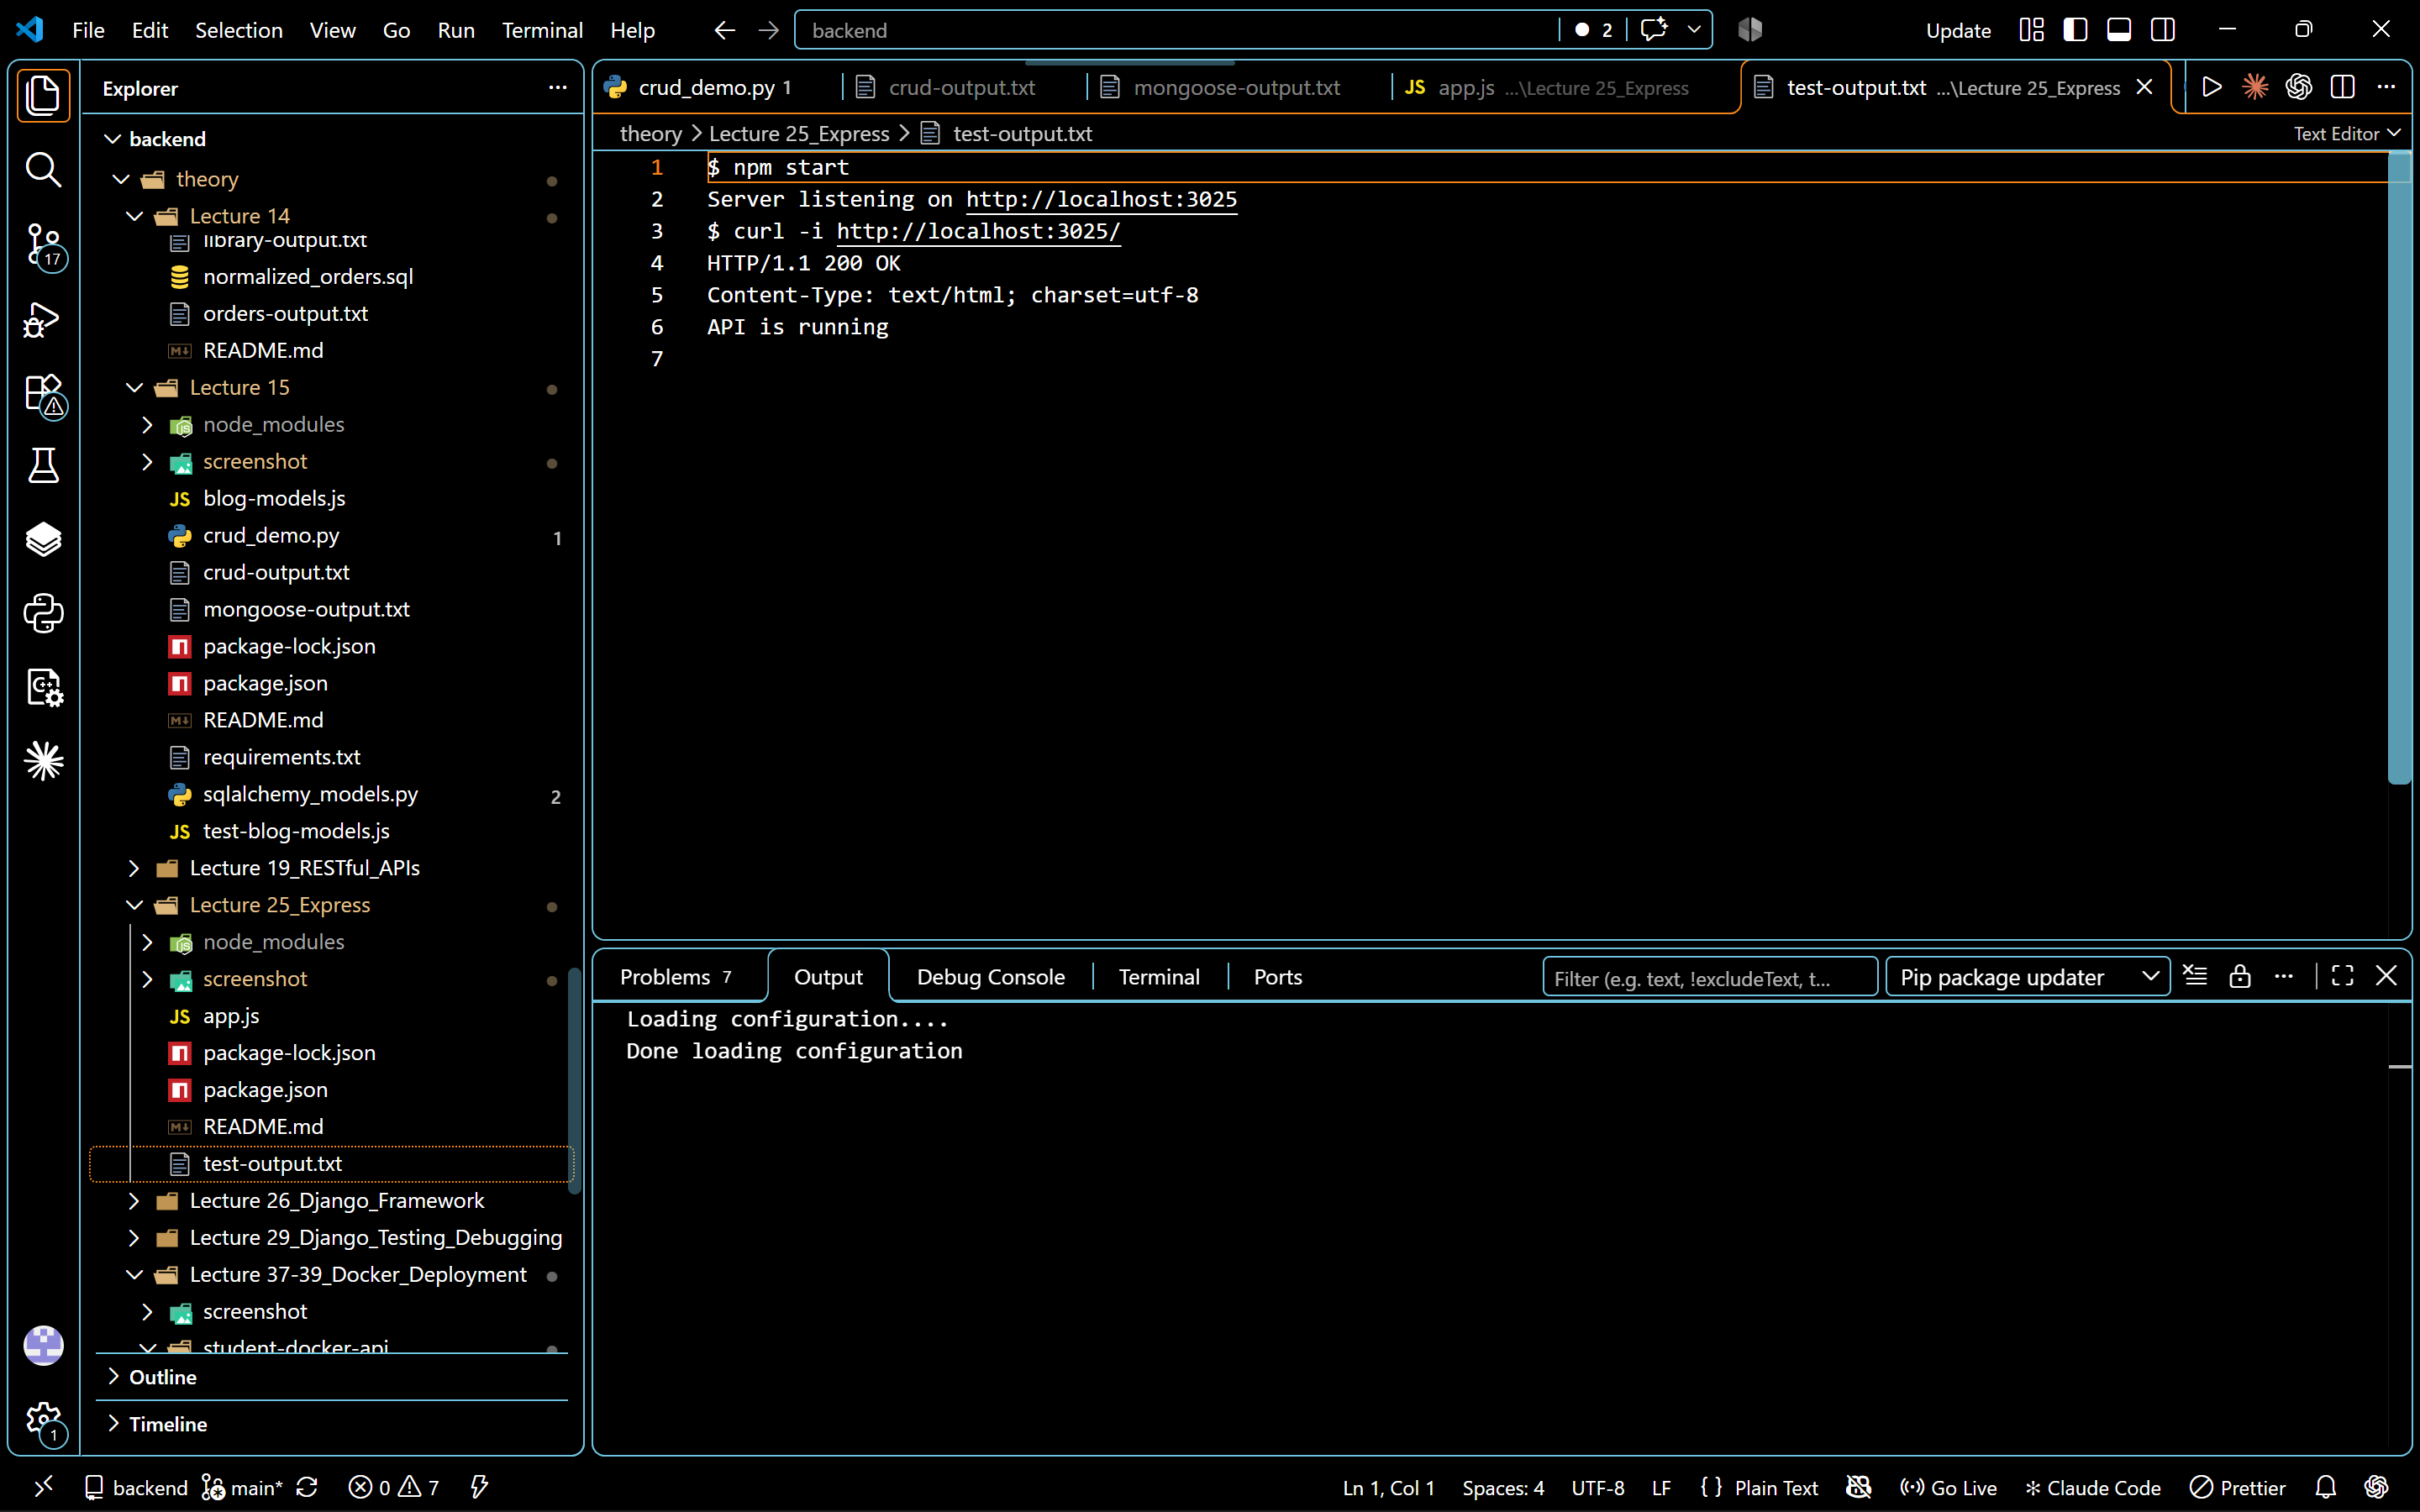 File Edit Selection View Go Run Terminal Help backend 2 Update
Explorer
backend
theory
Lecture 14
library-output.txt
normalized_orders.sql
orders-output.txt
README.md
Lecture 15
node_modules
screenshot
JS blog-models.js
crud_demo.py 1
crud-output.txt
mongoose-output.txt
package-lock.json
package.json
README.md
requirements.txt
sqlalchemy_models.py 2
JS test-blog-models.js
Lecture 19_RESTful_APIs
Lecture 25_Express
node_modules
screenshot
JS app.js
package-lock.json
package.json
README.md
test-output.txt
Lecture 26_Django_Framework
Lecture 29_Django_Testing_Debugging
Lecture 37-39_Docker_Deployment
screenshot
student-docker-api
Outline
Timeline
17
1
crud_demo.py 1 crud-output.txt mongoose-output.txt JS app.js ...\Lecture 25_Express test-output.txt ...\Lecture 25_Express
theory > Lecture 25_Express > test-output.txt Text Editor
1 $ npm start
2 Server listening on http://localhost:3025
3 $ curl -i http://localhost:3025/
4 HTTP/1.1 200 OK
5 Content-Type: text/html; charset=utf-8
6 API is running
7
Problems 7 Output Debug Console Terminal Ports Filter (e.g. text, !excludeText, t... Pip package updater
Loading configuration....
Done loading configuration
backend main* 0 7 Ln 1, Col 1 Spaces: 4 UTF-8 LF {} Plain Text Go Live Claude Code Prettier